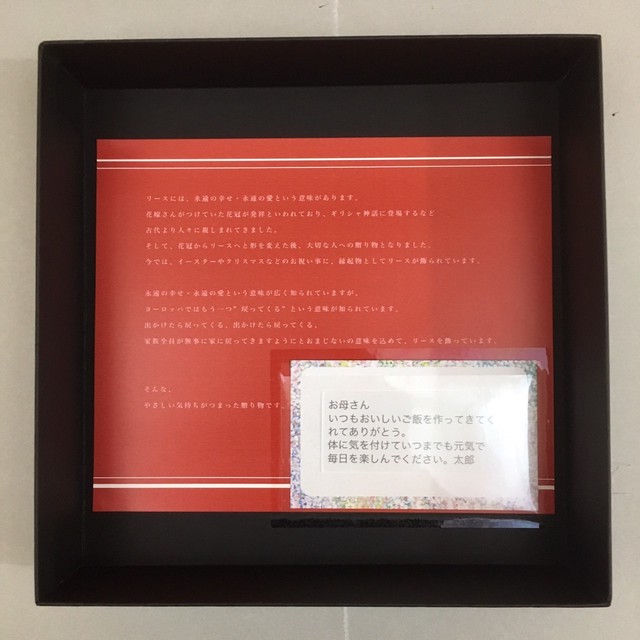 リースには、永遠の幸せ・永遠の愛という意味があります。
花嫁さんがつけていた花冠が発祥といわれており、ギリシャ神話に登場するなど
古代より人々に親しまれてきました。
そして、花冠からリースへと形を変えた後、大切な人への贈り物となりました。
今では、イースターやクリスマスなどのお祝い事に、縁起物としてリースが飾られています。
永遠の幸せ・永遠の愛という意味が広く知られていますが、
ヨーロッパではもう一つ“戻ってくる”という意味が知られています。
出かけたら戻ってくる、出かけたら戻ってくる、
家族全員が無事に家に戻ってきますようにとおまじないの意味を込めて、リースを飾っています。
そんな、
やさしい気持ちがつまった贈り物です。
お母さん
いつもおいしいご飯を作ってきてく
れてありがとう。
体に気を付けていつまでも元気で
毎日を楽しんでください。太郎